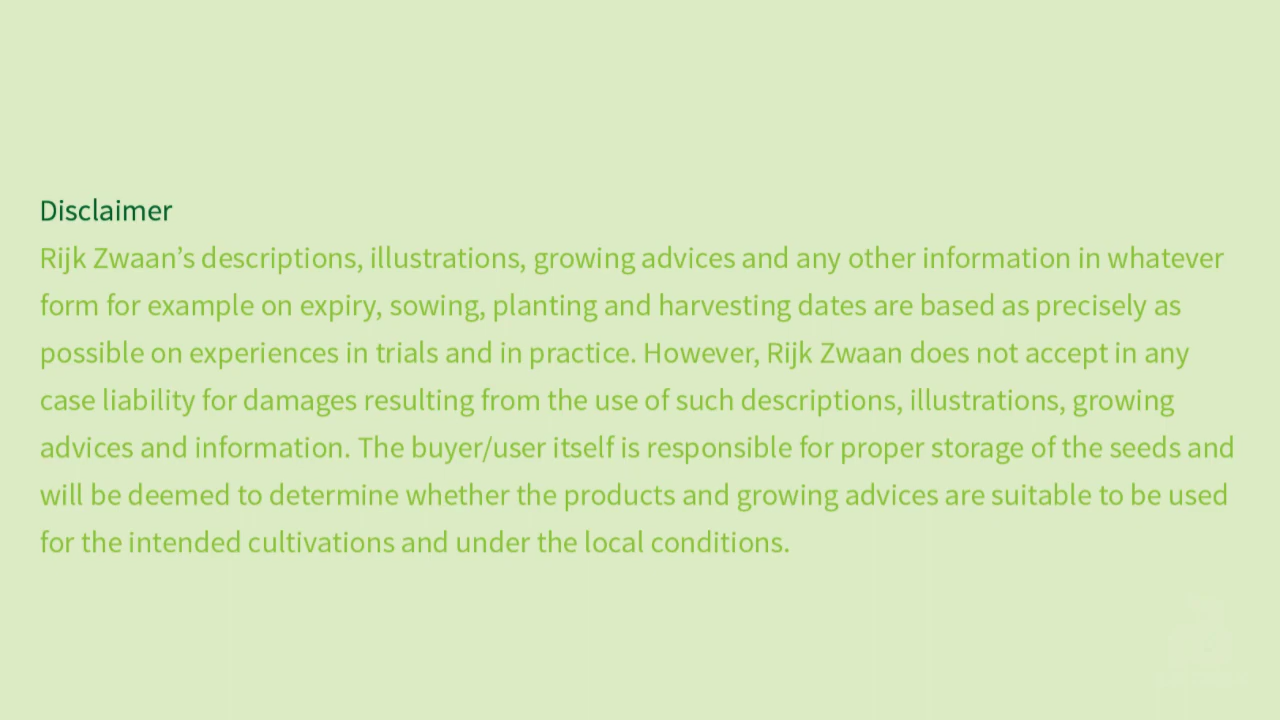 Disclaimer
Rijk Zwaan’s descriptions, illustrations, growing advices and any other information in whatever
form for example on expiry, sowing, planting and harvesting dates are based as precisely as
possible on experiences in trials and in practice. However, Rijk Zwaan does not accept in any
case liability for damages resulting from the use of such descriptions, illustrations, growing
advices and information. The buyer/user itself is responsible for proper storage of the seeds and
will be deemed to determine whether the products and growing advices are suitable to be used
for the intended cultivations and under the local conditions.